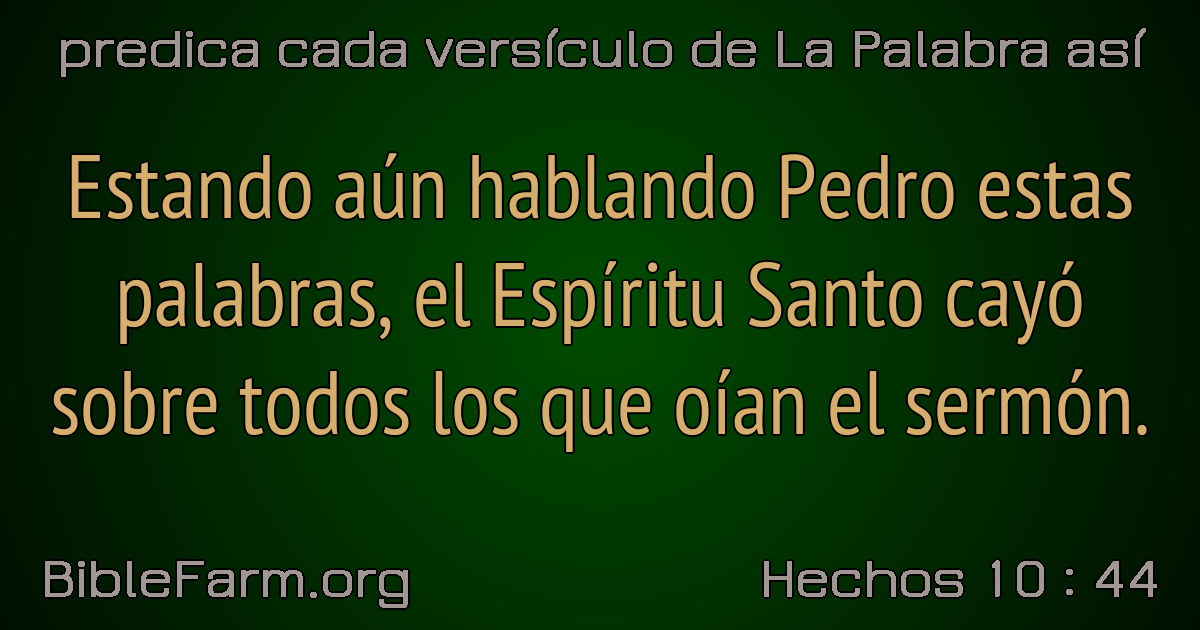 predica cada versículo de La Palabra así
Estando aún hablando Pedro estas
palabras, el Espíritu Santo cayó
sobre todos los que oían el sermón.
BibleFarm.org
Hechos 10 : 44